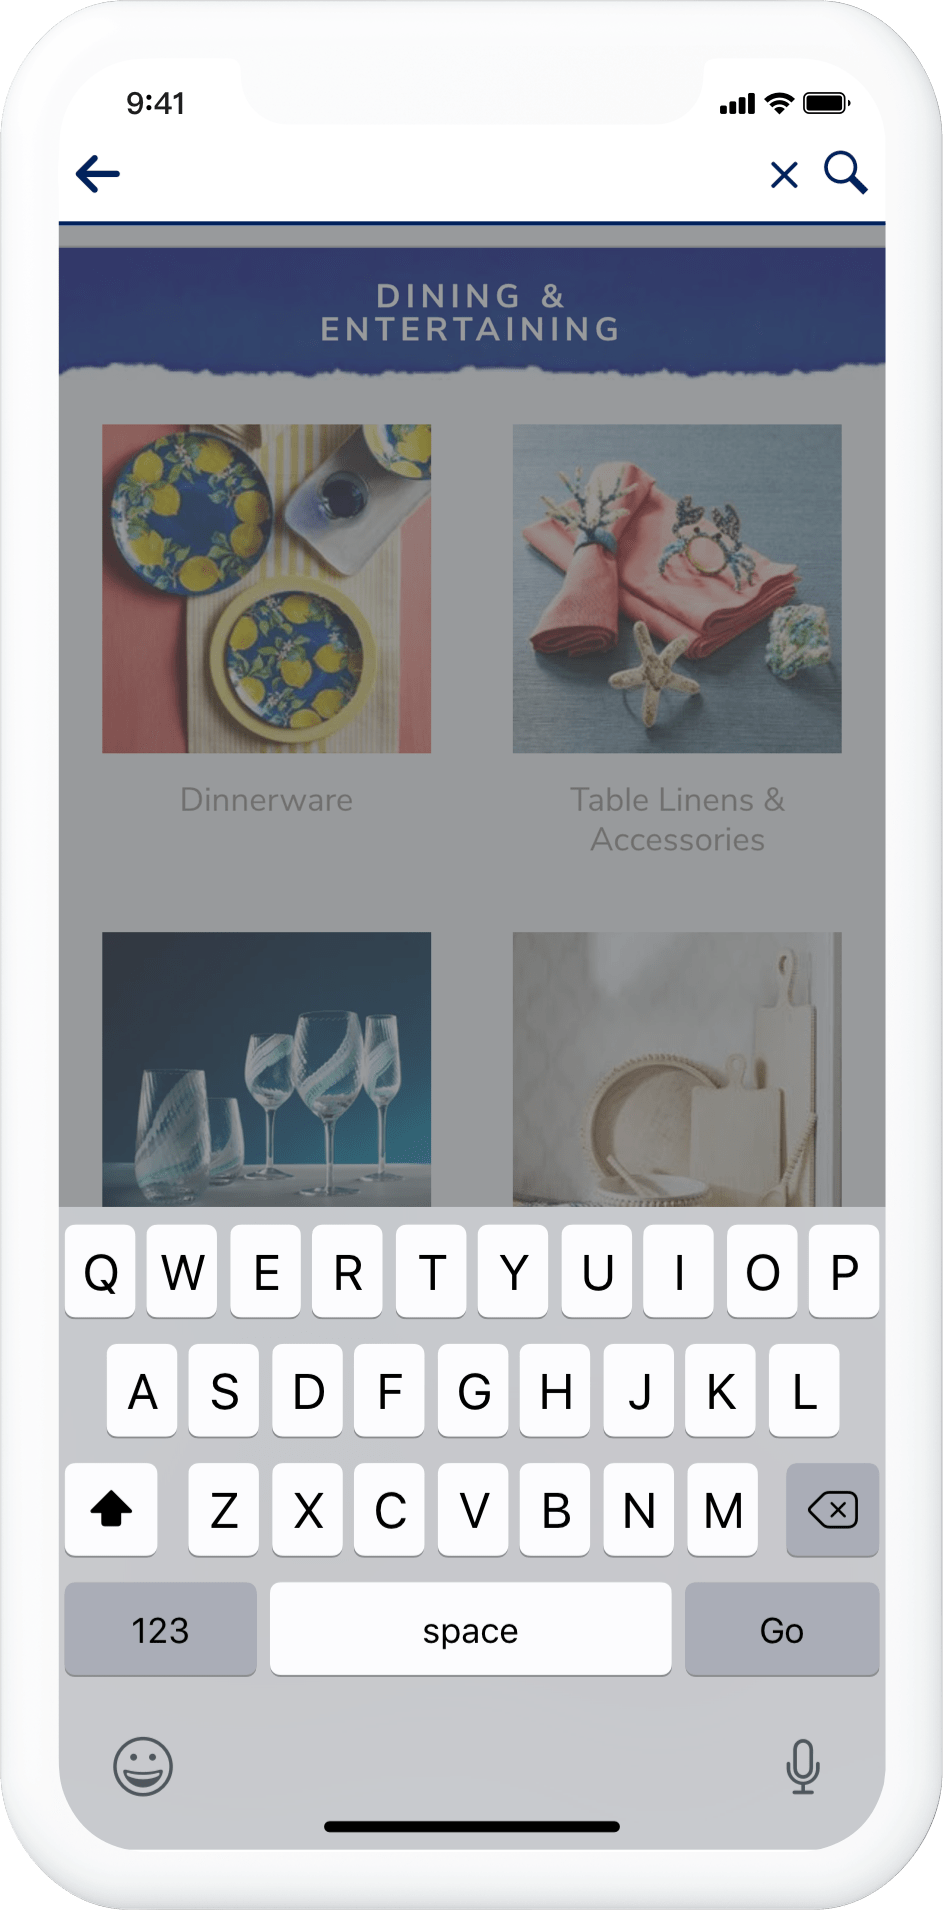 9:41
DINING &
ENTERTAINING
Dinnerware
Table Linens &
Accessories
Q W E R T Y U I O P
A S D F G H J K L
Z X C V B N M
123 space Go